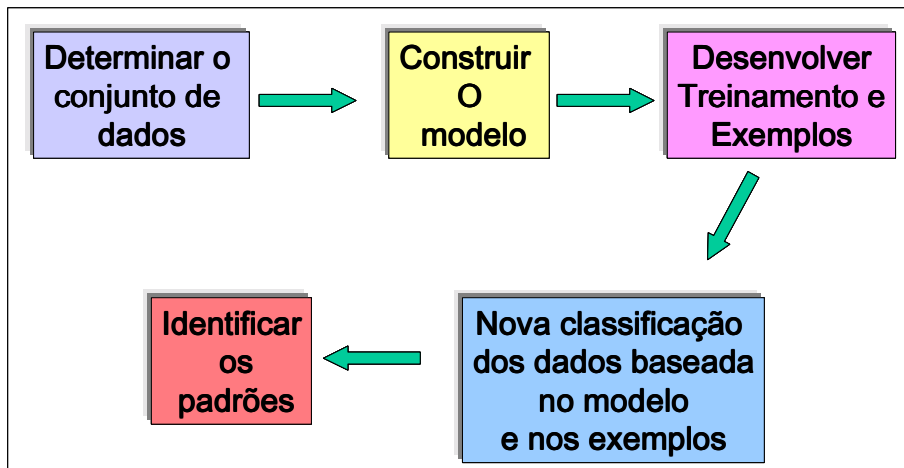 Determinar o
conjunto de
dados
Construir
O
modelo
Desenvolver
Treinamento e
Exemplos
Nova classificação
dos dados baseada
no modelo
e nos exemplos
Identificar
os
padrões